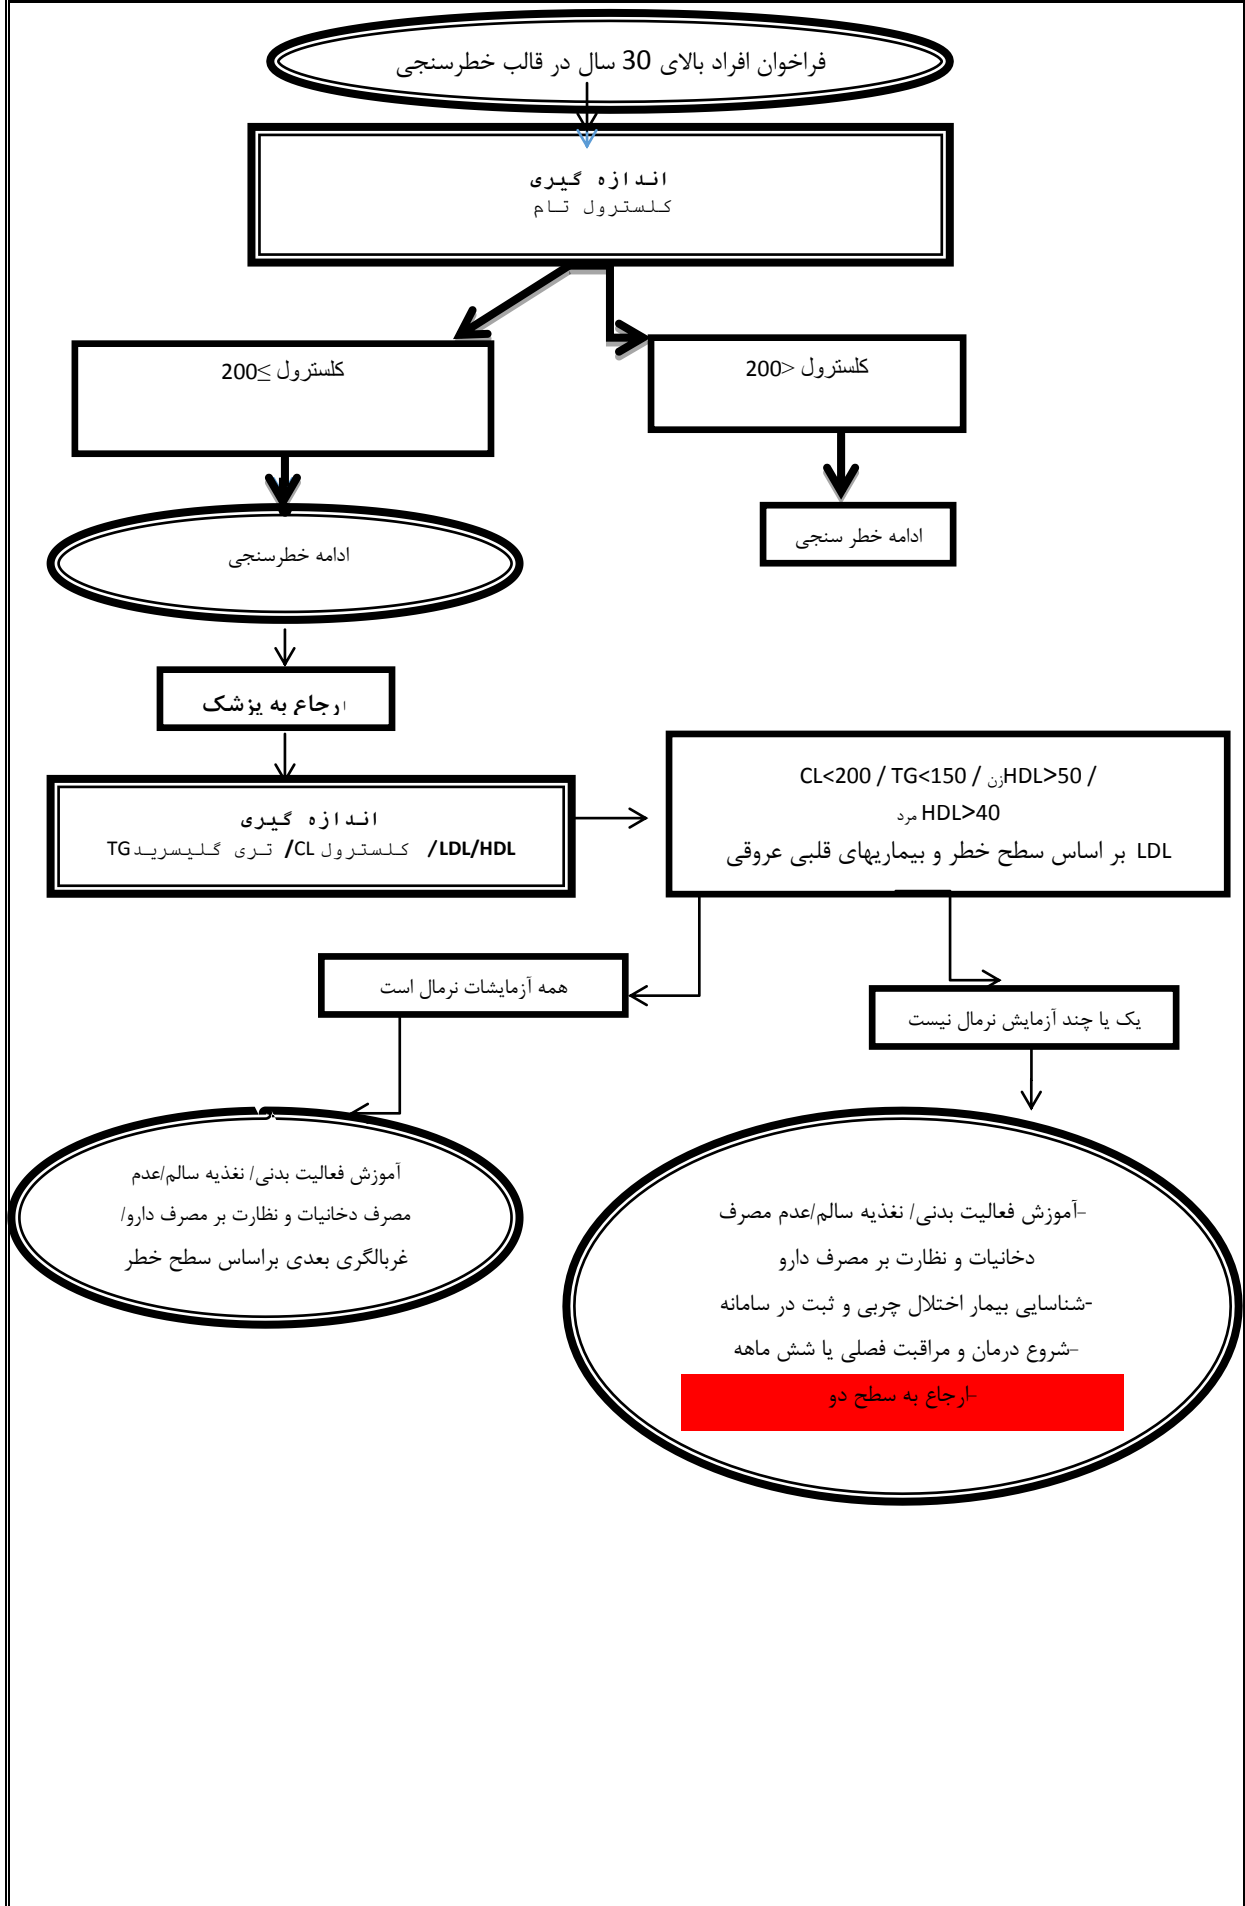 فراخوان افراد بالای 30 سال در قالب خطرسنجی
اندازه گیری
کلسترول تام
کلسترول ≥200
کلسترول <200
ادامه خطرسنجی
ادامه خطر سنجی
ارجاع به پزشک
اندازه گیری
LDL/HDL/ کلسترول CL/ تری گلیسرید TG
CL<200 / TG<150 / زنHDL>50 /
HDL>40 مرد
LDL بر اساس سطح خطر و بیماریهای قلبی عروقی
همه آزمایشات نرمال است
یک یا چند آزمایش نرمال نیست
آموزش فعالیت بدنی/ نغذیه سالم/عدم
مصرف دخانیات و نظارت بر مصرف دارو/
غربالگری بعدی براساس سطح خطر
-آموزش فعالیت بدنی/ نغذیه سالم/عدم مصرف
دخانیات و نظارت بر مصرف دارو
-شناسایی بیمار اختلال چربی و ثبت در سامانه
-شروع درمان و مراقبت فصلی یا شش ماهه
-ارجاع به سطح دو